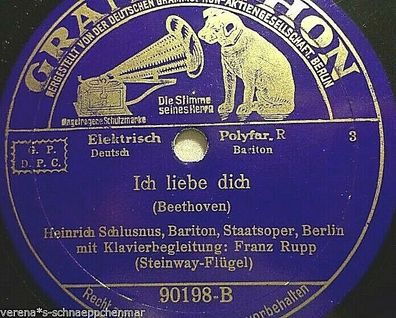 GRAMMOPHON
HERGESTELLT VON DER DEUTSCHEN GRAMMOPHON-AKTIENGESELLSCHAFT, BERLIN
Die Stimme
seines Herrn
Eingetragene Schutzmarke
G. P.
D. P. C.
Elektrisch Polyfar. R 3
Deutsch Bariton
Ich liebe dich
(Beethoven)
Heinrich Schlusnus, Bariton, Staatsoper, Berlin
mit Klavierbegleitung: Franz Rupp
(Steinway-Flügel)
90198-B
vorbehalten
verena*s-schnaeppchenmar